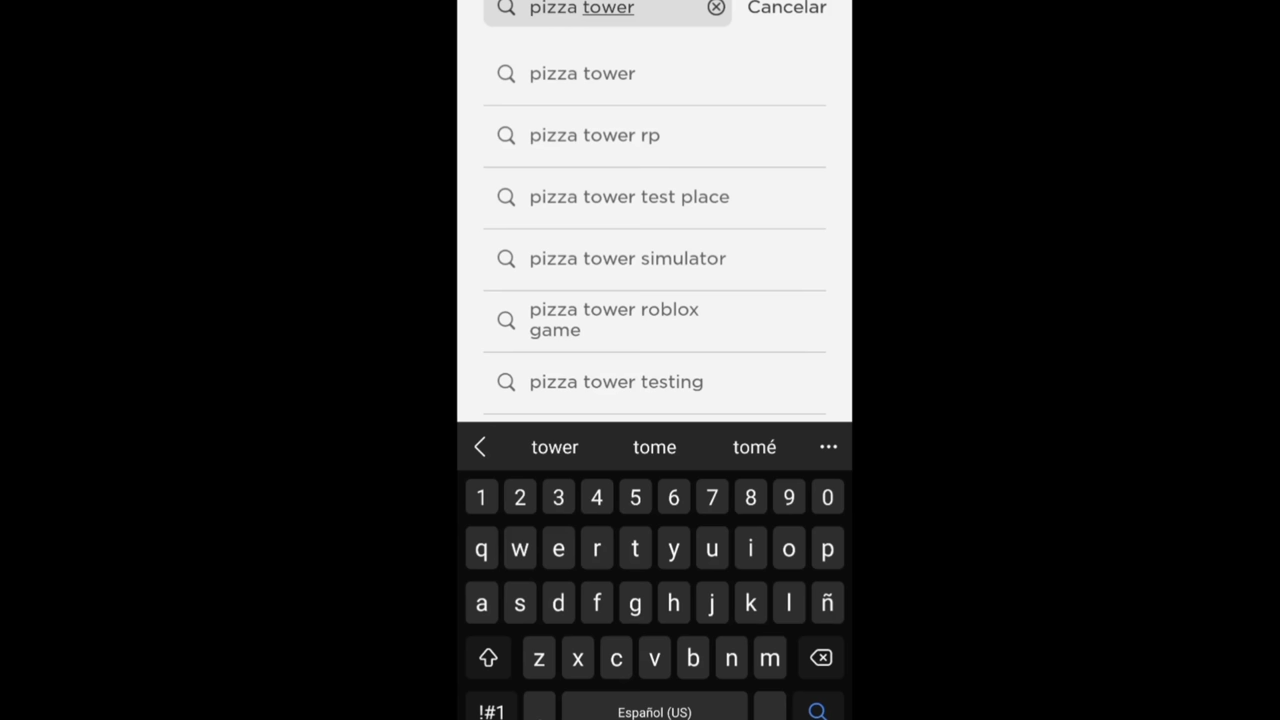 pizza tower Cancelar
pizza tower
pizza tower rp
pizza tower test place
pizza tower simulator
pizza tower roblox
game
pizza tower testing
tower tome tomé
1 2 3 4 5 6 7 8 9 0
q w e r t y u i o p
a s d f g h j k l ñ
z x c v b n m
!#1 Español (US)